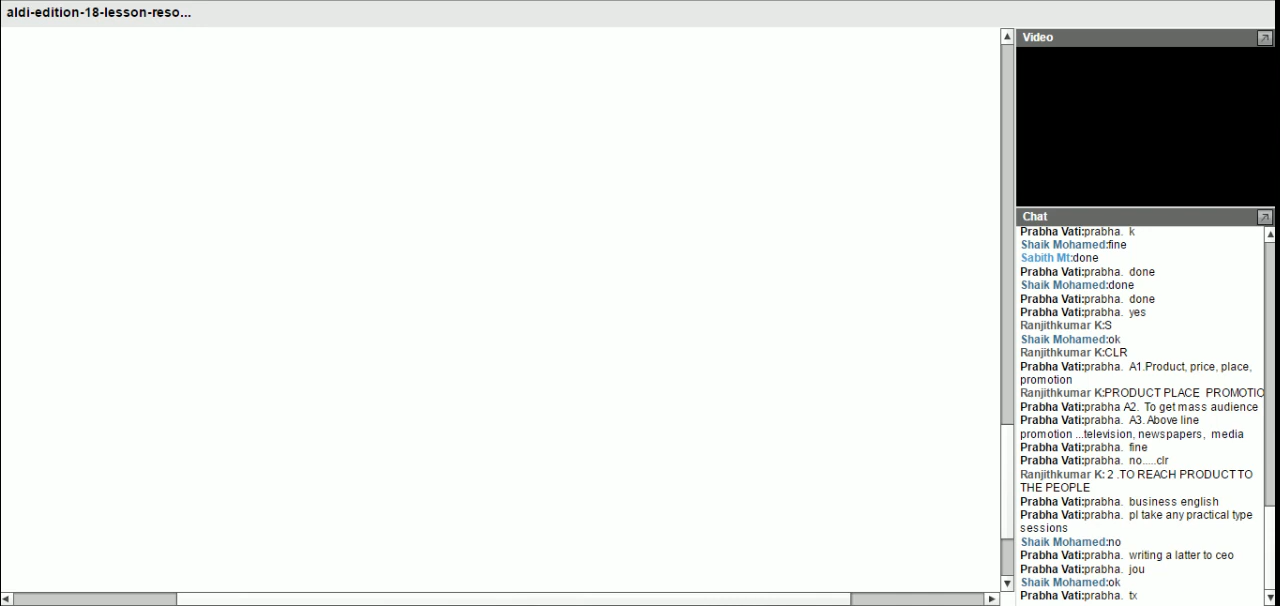 aldi-edition-18-lesson-reso...
Video
Chat
Prabha Vati:prabha.  k
Shaik Mohamed:fine
Sabith Mt:done
Prabha Vati:prabha.  done
Shaik Mohamed:done
Prabha Vati:prabha.  done
Prabha Vati:prabha.  yes
Ranjithkumar K:S
Shaik Mohamed:ok
Ranjithkumar K:CLR
Prabha Vati:prabha.  A1.Product, price, place,
promotion
Ranjithkumar K:PRODUCT PLACE  PROMOTIO
Prabha Vati:prabha A2.  To get mass audience
Prabha Vati:prabha.  A3. Above line
promotion ...television, newspapers,  media
Prabha Vati:prabha.  fine
Prabha Vati:prabha.  no.....clr
Ranjithkumar K: 2 .TO REACH PRODUCT TO
THE PEOPLE
Prabha Vati:prabha.  business english
Prabha Vati:prabha.  pl take any practical type
sessions
Shaik Mohamed:no
Prabha Vati:prabha.  writing a latter to ceo
Prabha Vati:prabha.  jou
Shaik Mohamed:ok
Prabha Vati:prabha.  tx